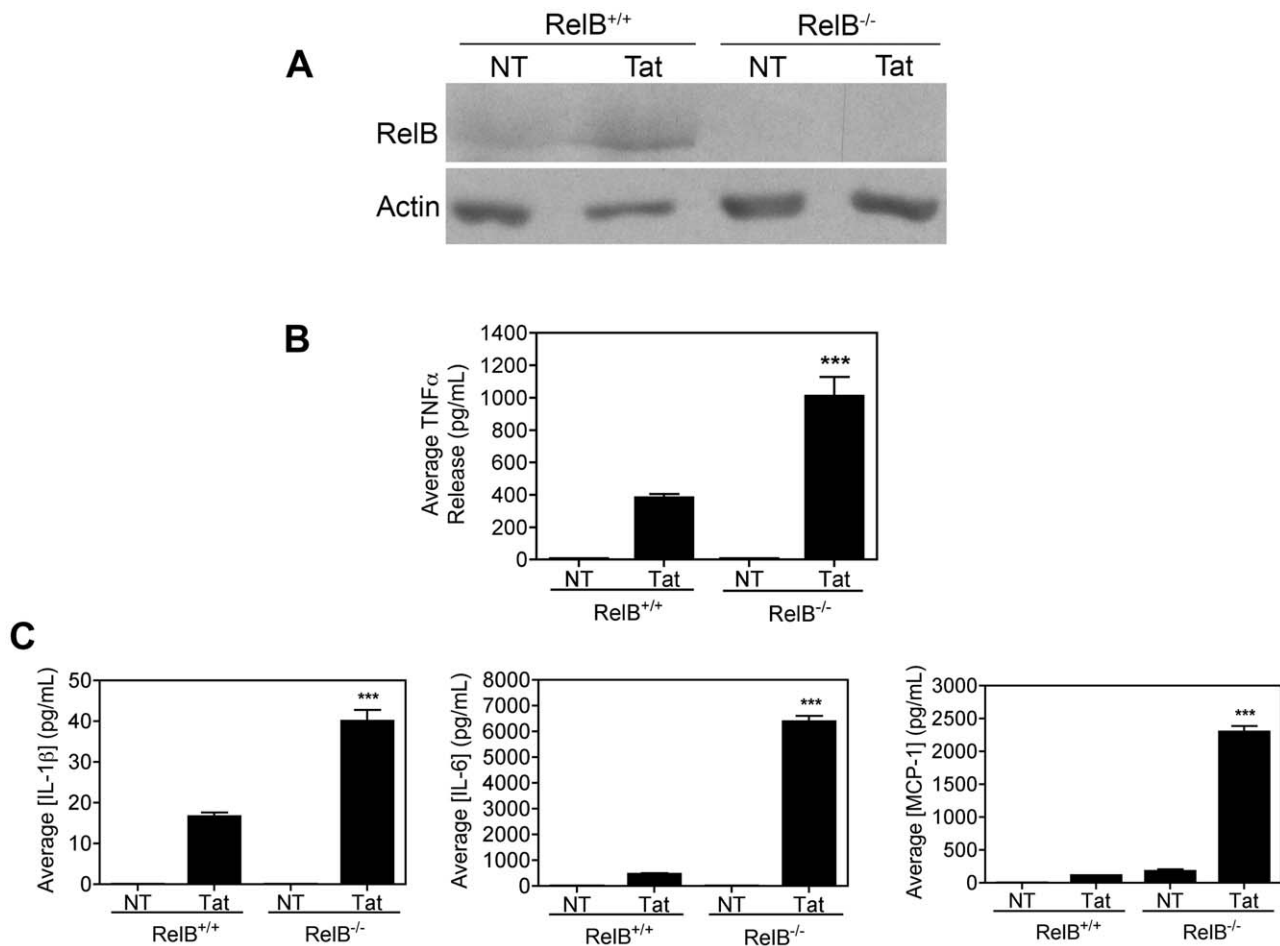 RelB+/+ RelB-/-
A NT Tat NT Tat
RelB
Actin
B
Average TNFα
Release (pg/mL)
1400
1200
1000
800
600
400
200
0
***
NT Tat NT Tat
RelB+/+ RelB-/-
C
Average [IL-1β] (pg/mL)
50
40
30
20
10
0
***
NT Tat NT Tat
RelB+/+ RelB-/-
Average [IL-6] (pg/mL)
8000
7000
6000
5000
4000
3000
2000
1000
0
***
NT Tat NT Tat
RelB+/+ RelB-/-
Average [MCP-1] (pg/mL)
3000
2500
2000
1500
1000
500
0
***
NT Tat NT Tat
RelB+/+ RelB-/-